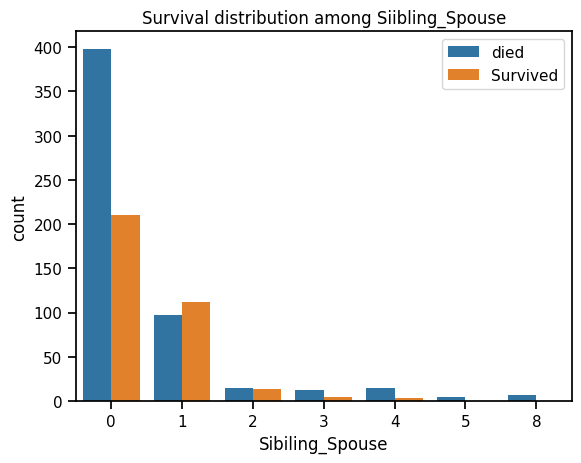 Survival distribution among Siibling_Spouse
died
Survived
count
400
350
300
250
200
150
100
50
0
0 1 2 3 4 5 8
Sibiling_Spouse